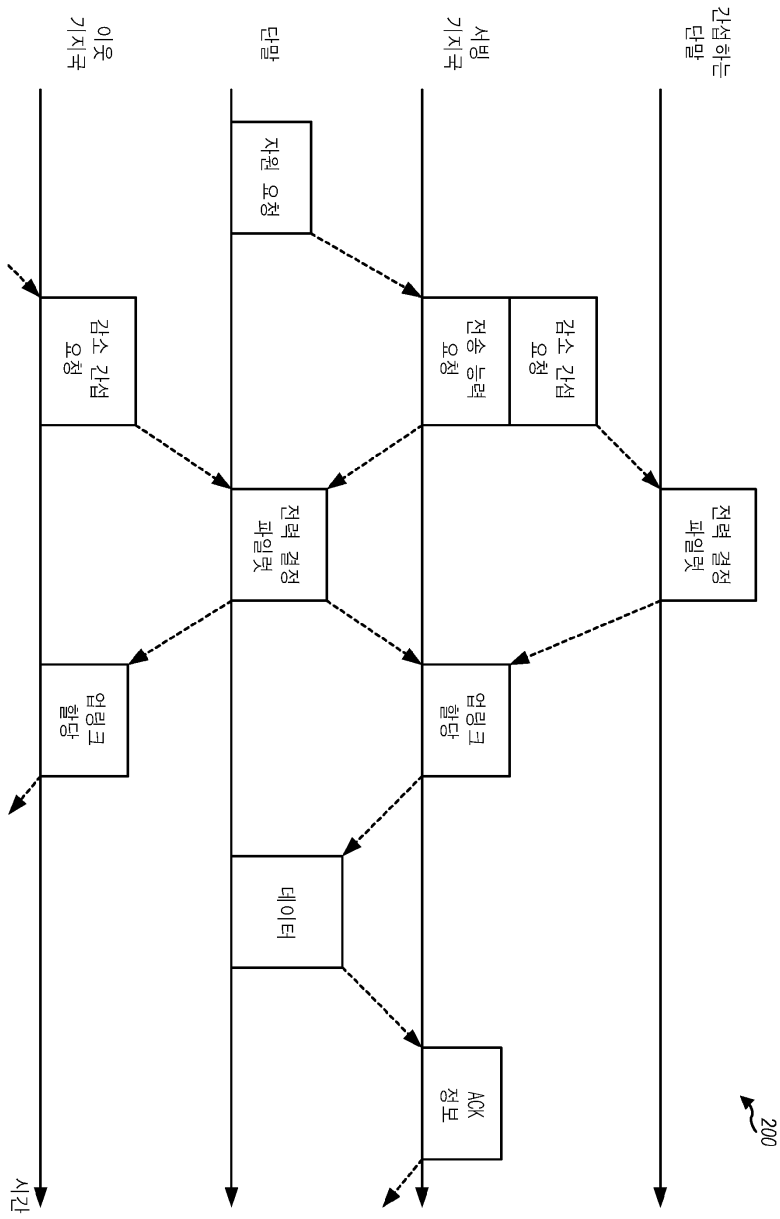 200
간섭하는
단말
전력 결정
파일럿
서빙
기지국
감소 간섭
요청
전송 능력
요청
업링크
할당
ACK
정보
단말
자원 요청
전력 결정
파일럿
데이터
이웃
기지국
감소 간섭
요청
업링크
할당
시간